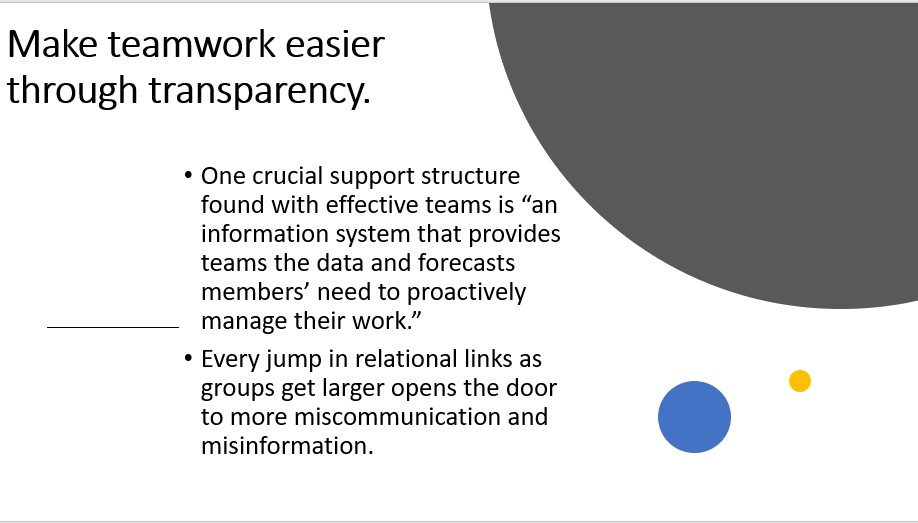 Make teamwork easier
through transparency.
• One crucial support structure
found with effective teams is “an
information system that provides
teams the data and forecasts
members’ need to proactively
manage their work.”
• Every jump in relational links as
groups get larger opens the door
to more miscommunication and
misinformation.